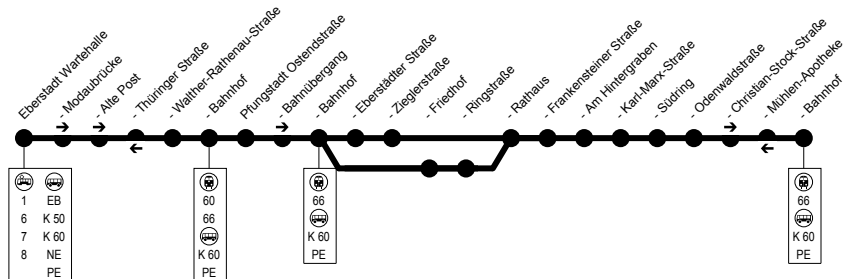 Eberstadt Wartehalle
- Modaubrücke
- Alte Post
- Thüringer Straße
- Walther-Rathenau-Straße
- Bahnhof
Pfungstadt Ostendstraße
- Bahnübergang
- Bahnhof
- Eberstädter Straße
- Zieglerstraße
- Friedhof
- Ringstraße
- Rathaus
- Frankensteiner Straße
- Am Hintergraben
- Karl-Marx-Straße
- Südring
- Odenwaldstraße
- Christian-Stock-Straße
- Mühlen-Apotheke
- Bahnhof
1 EB
6 K 50
7 K 60
8 NE
PE
60
66
K 60
PE
66
K 60
PE
66
K 60
PE